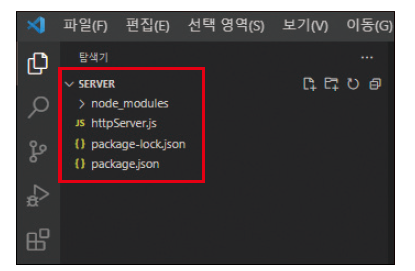 파일(F) 편집(E) 선택 영역(S) 보기(V) 이동(G)
탐색기 ...
SERVER
node_modules
JS httpServer.js
{} package-lock.json
{} package.json